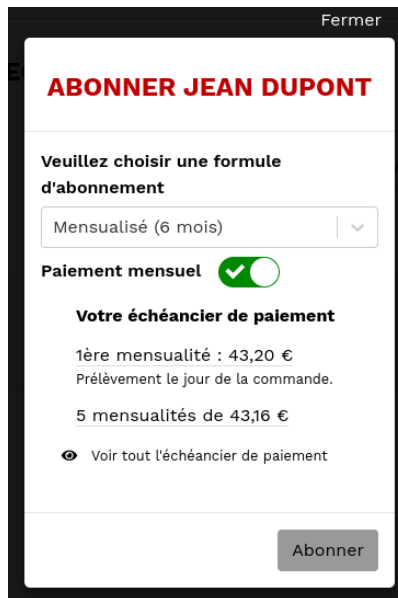 Fermer
ABONNER JEAN DUPONT
Veuillez choisir une formule
d'abonnement
Mensualisé (6 mois)
Paiement mensuel
Votre échéancier de paiement
1ère mensualité : 43,20 €
Prélèvement le jour de la commande.
5 mensualités de 43,16 €
Voir tout l'échéancier de paiement
Abonner